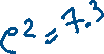 e² = 7.3